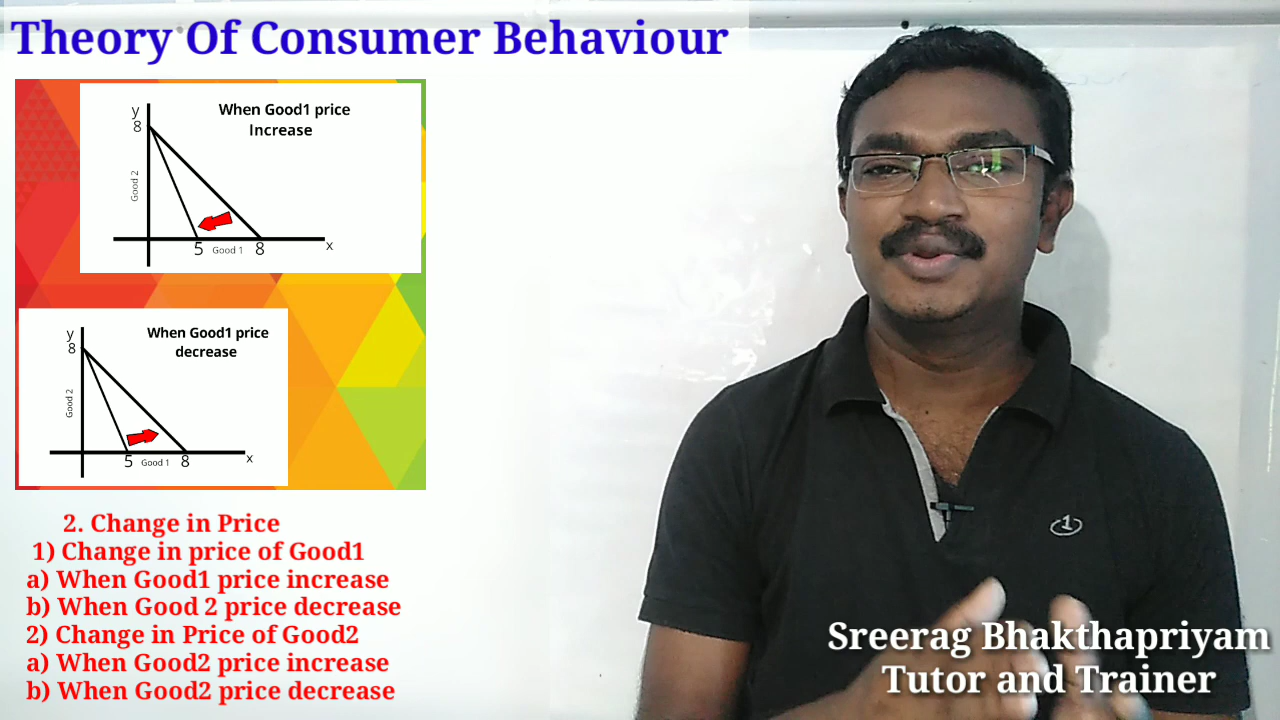 Theory Of Consumer Behaviour
When Good1 price
Increase
y
8
Good 2
5
Good 1
8
x
When Good1 price
decrease
y
8
Good 2
5
Good 1
8
x
2. Change in Price
1) Change in price of Good1
a) When Good1 price increase
b) When Good 2 price decrease
2) Change in Price of Good2
a) When Good2 price increase
b) When Good2 price decrease
1
Sreerag Bhakthapriyam
Tutor and Trainer